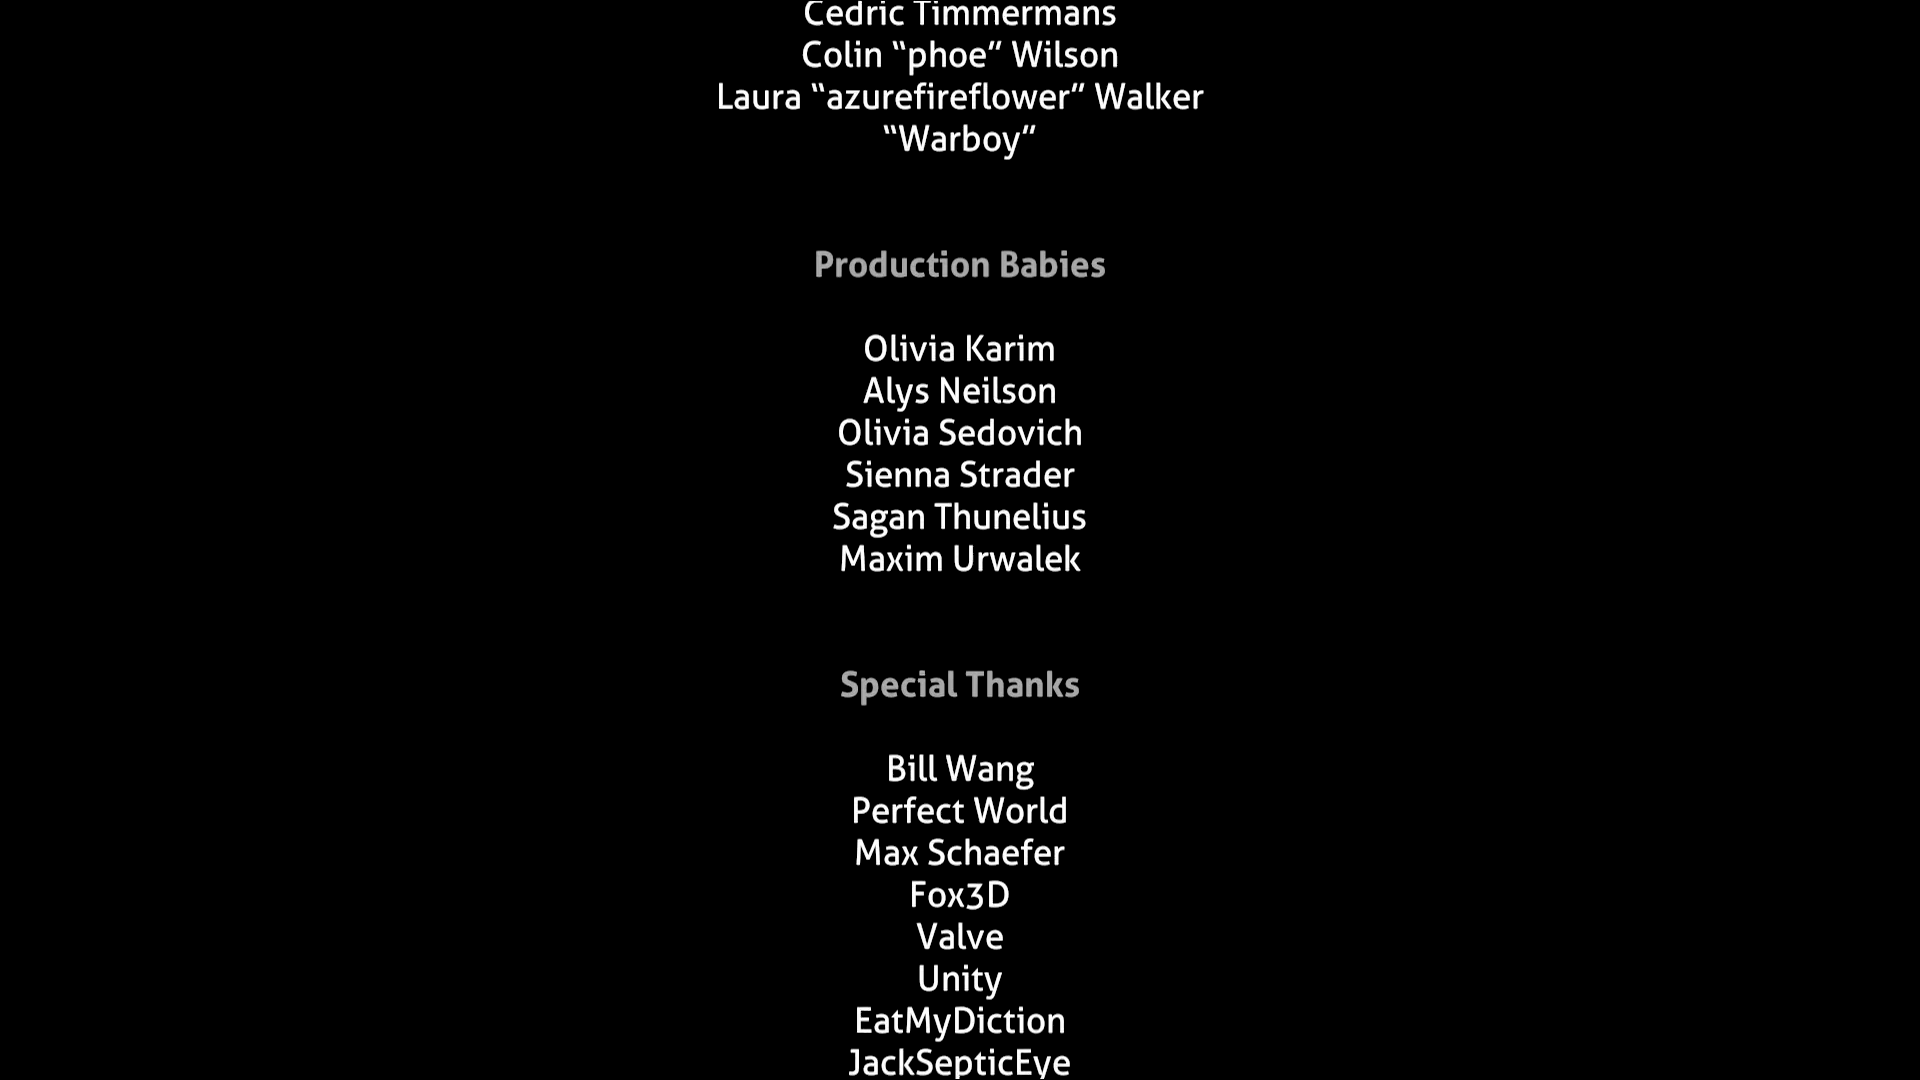 Cedric Timmermans
Colin “phoe” Wilson
Laura “azurefireflower” Walker
“Warboy”
Production Babies
Olivia Karim
Alys Neilson
Olivia Sedovich
Sienna Strader
Sagan Thunelius
Maxim Urwalek
Special Thanks
Bill Wang
Perfect World
Max Schaefer
Fox3D
Valve
Unity
EatMyDiction
JackSepticEye